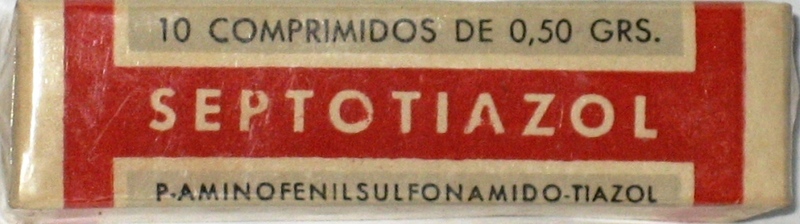 10 COMPRIMIDOS DE 0,50 GRS.
SEPTOTIAZOL
P-AMINOFENILSULFONAMIDO-TIAZOL